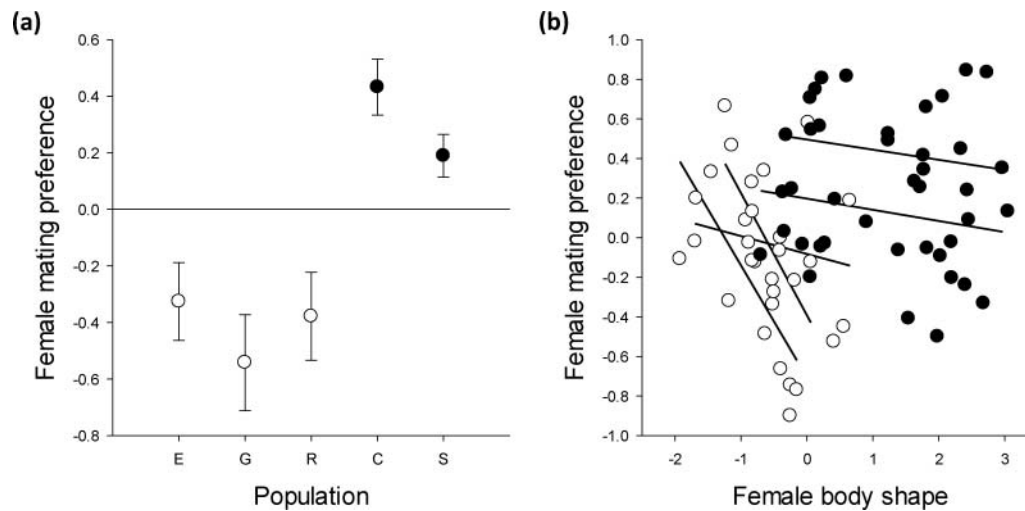 (a)
Female mating preference
0.6
0.4
0.2
0.0
-0.2
-0.4
-0.6
-0.8
E G R C S
Population
(b)
Female mating preference
1.0
0.8
0.6
0.4
0.2
0.0
-0.2
-0.4
-0.6
-0.8
-1.0
-2 -1 0 1 2 3
Female body shape